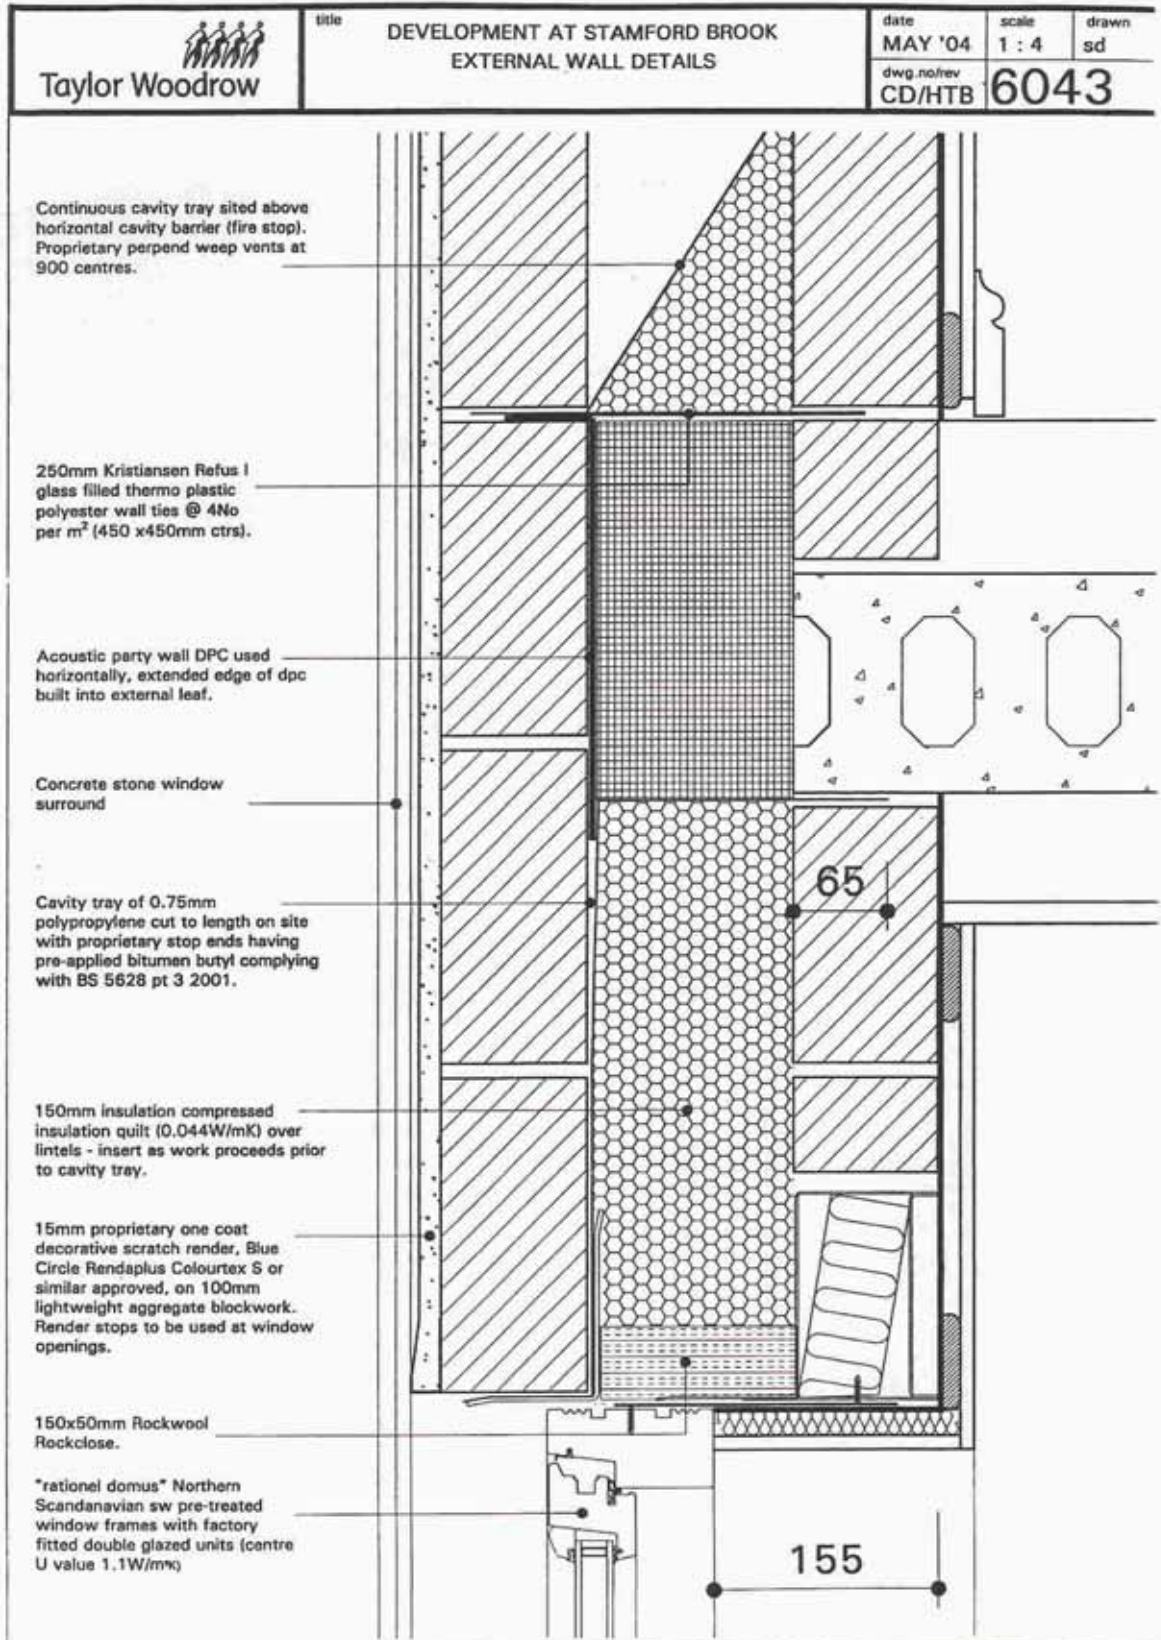 Taylor Woodrow
title
DEVELOPMENT AT STAMFORD BROOK
EXTERNAL WALL DETAILS
date
MAY '04
scale
1 : 4
drawn
sd
dwg.no/rev
CD/HTB
6043
Continuous cavity tray sited above
horizontal cavity barrier (fire stop).
Proprietary perpend weep vents at
900 centres.
250mm Kristiansen Refus I
glass filled thermo plastic
polyester wall ties @ 4No
per m² (450 x450mm ctrs).
Acoustic party wall DPC used
horizontally, extended edge of dpc
built into external leaf.
Concrete stone window
surround
Cavity tray of 0.75mm
polypropylene cut to length on site
with proprietary stop ends having
pre-applied bitumen butyl complying
with BS 5628 pt 3 2001.
65
150mm insulation compressed
insulation quilt (0.044W/mK) over
lintels - insert as work proceeds prior
to cavity tray.
15mm proprietary one coat
decorative scratch render, Blue
Circle Rendaplus Colourtex S or
similar approved, on 100mm
lightweight aggregate blockwork.
Render stops to be used at window
openings.
150x50mm Rockwool
Rockclose.
"rationel domus" Northern
Scandanavian sw pre-treated
window frames with factory
fitted double glazed units (centre
U value 1.1W/m²K)
155